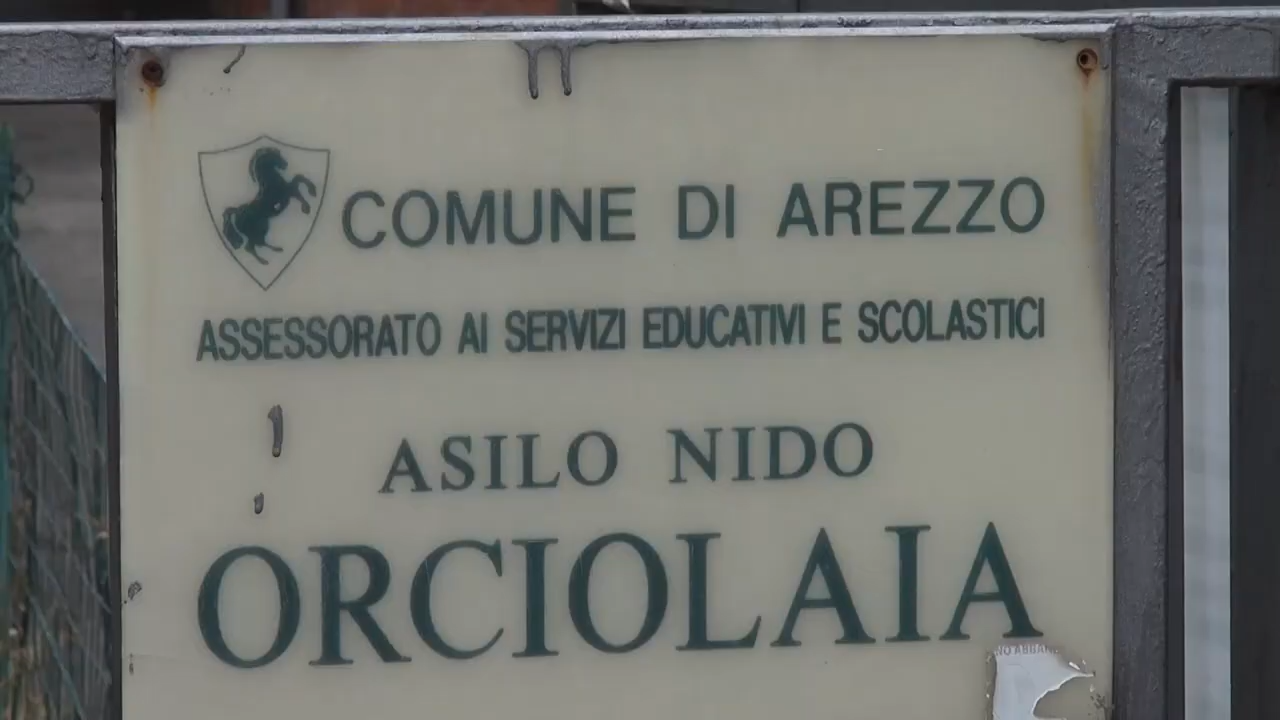 COMUNE DI AREZZO
ASSESSORATO AI SERVIZI EDUCATIVI E SCOLASTICI
ASILO NIDO
ORCIOLAIA